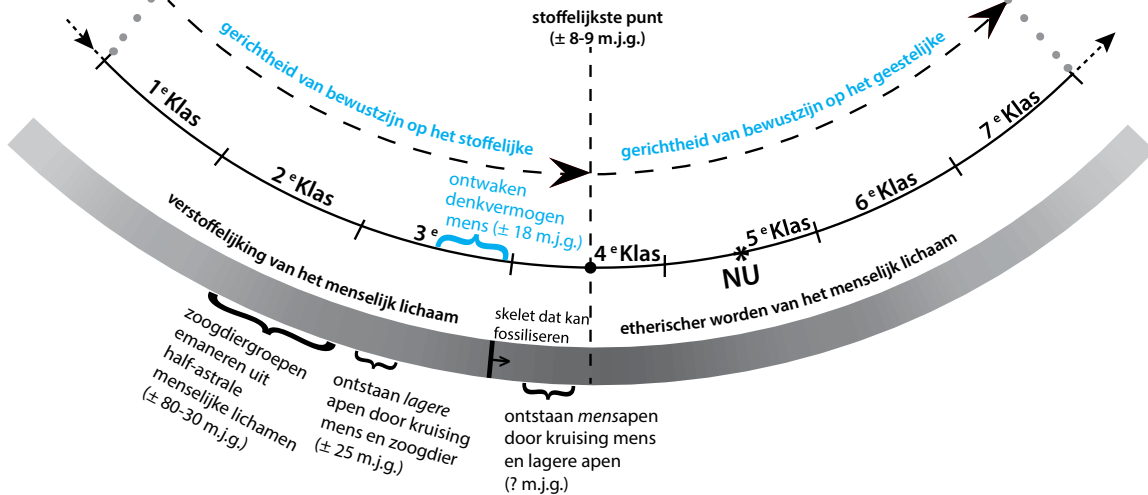 stoffelijkste punt
(± 8-9 m.j.g.)
gerichtheid van bewustzijn op het stoffelijke
gerichtheid van bewustzijn op het geestelijke
1e Klas
2e Klas
3e
4e Klas
5e Klas
6e Klas
7e Klas
ontwaken
denkvermogen
mens (± 18 m.j.g.)
*
NU
verstoffelijking van het menselijk lichaam
skelet dat kan
fossiliseren
etherischer worden van het menselijk lichaam
zoogdiergroepen
emaneren uit
half-astrale
menselijke lichamen
(± 80-30 m.j.g.)
ontstaan lagere
apen door kruising
mens en zoogdier
(± 25 m.j.g.)
ontstaan mensapen
door kruising mens
en lagere apen
(? m.j.g.)